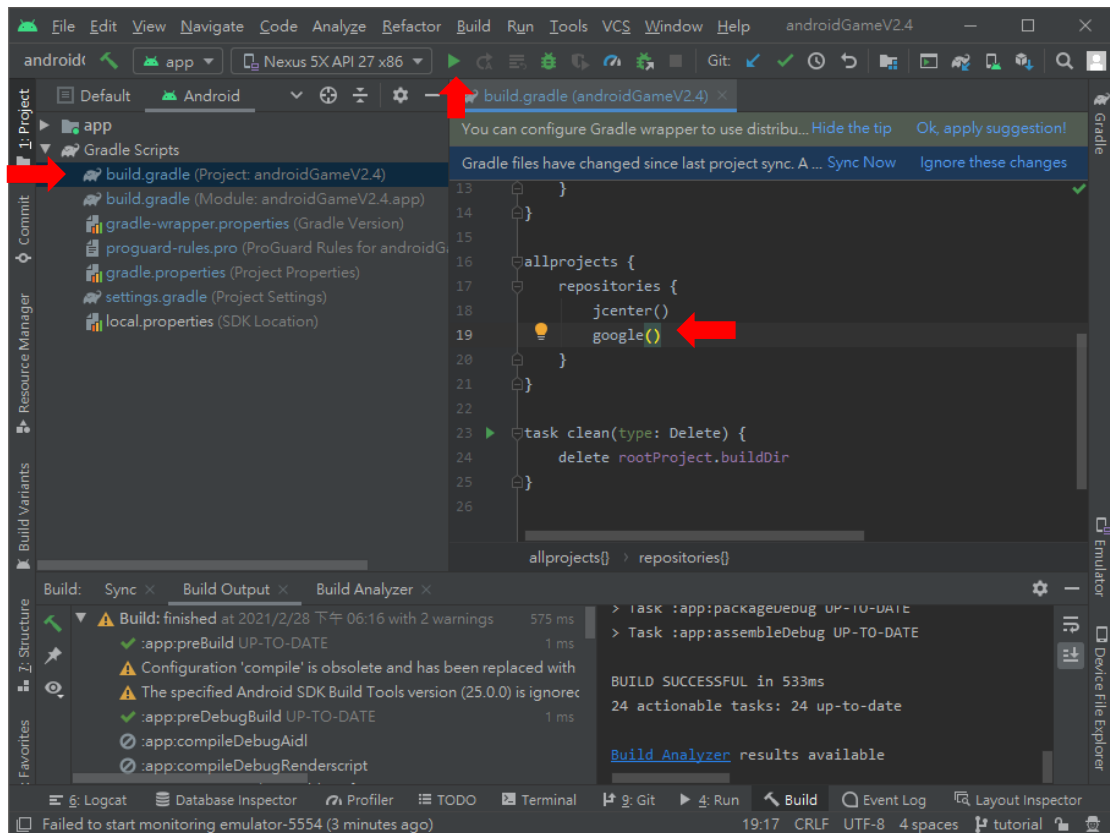 File Edit View Navigate Code Analyze Refactor Build Run Tools VCS Window Help androidGameV2.4
app Nexus 5X API 27 x86 Git:
Default Android
build.gradle (androidGameV2.4)
1: Project
Commit
Resource Manager
Build Variants
7: Structure
Favorites
app
Gradle Scripts
build.gradle (Project: androidGameV2.4)
build.gradle (Module: androidGameV2.4.app)
gradle-wrapper.properties (Gradle Version)
proguard-rules.pro (ProGuard Rules for
gradle.properties (Project Properties)
settings.gradle (Project Settings)
local.properties (SDK Location)
You can configure Gradle wrapper to use distribu... Hide the tip Ok, apply suggestion!
Gradle files have changed since last project sync. A ... Sync Now Ignore these changes
13 }
14 }
15
16 allprojects {
17 repositories {
18 jcenter()
19 google()
20 }
21 }
22
23 task clean(type: Delete) {
24 delete rootProject.buildDir
25 }
26
allprojects{} › repositories{}
Gradle
Emulator
Device File Explorer
Build: Sync Build Output Build Analyzer
Build: finished at 2021/2/28 下午 06:16 with 2 warnings 575 ms
:app:preBuild UP-TO-DATE 1 ms
Configuration 'compile' is obsolete and has been replaced with
The specified Android SDK Build Tools version (25.0.0) is ignored
:app:preDebugBuild UP-TO-DATE 1 ms
:app:compileDebugAidl
:app:compileDebugRenderscript
> Task :app:packageDebug UP-TO-DATE
> Task :app:assembleDebug UP-TO-DATE
BUILD SUCCESSFUL in 533ms
24 actionable tasks: 24 up-to-date
Build Analyzer results available
6: Logcat Database Inspector Profiler TODO Terminal 9: Git 4: Run Build Event Log Layout Inspector
Failed to start monitoring emulator-5554 (3 minutes ago) 19:17 CRLF UTF-8 4 spaces tutorial